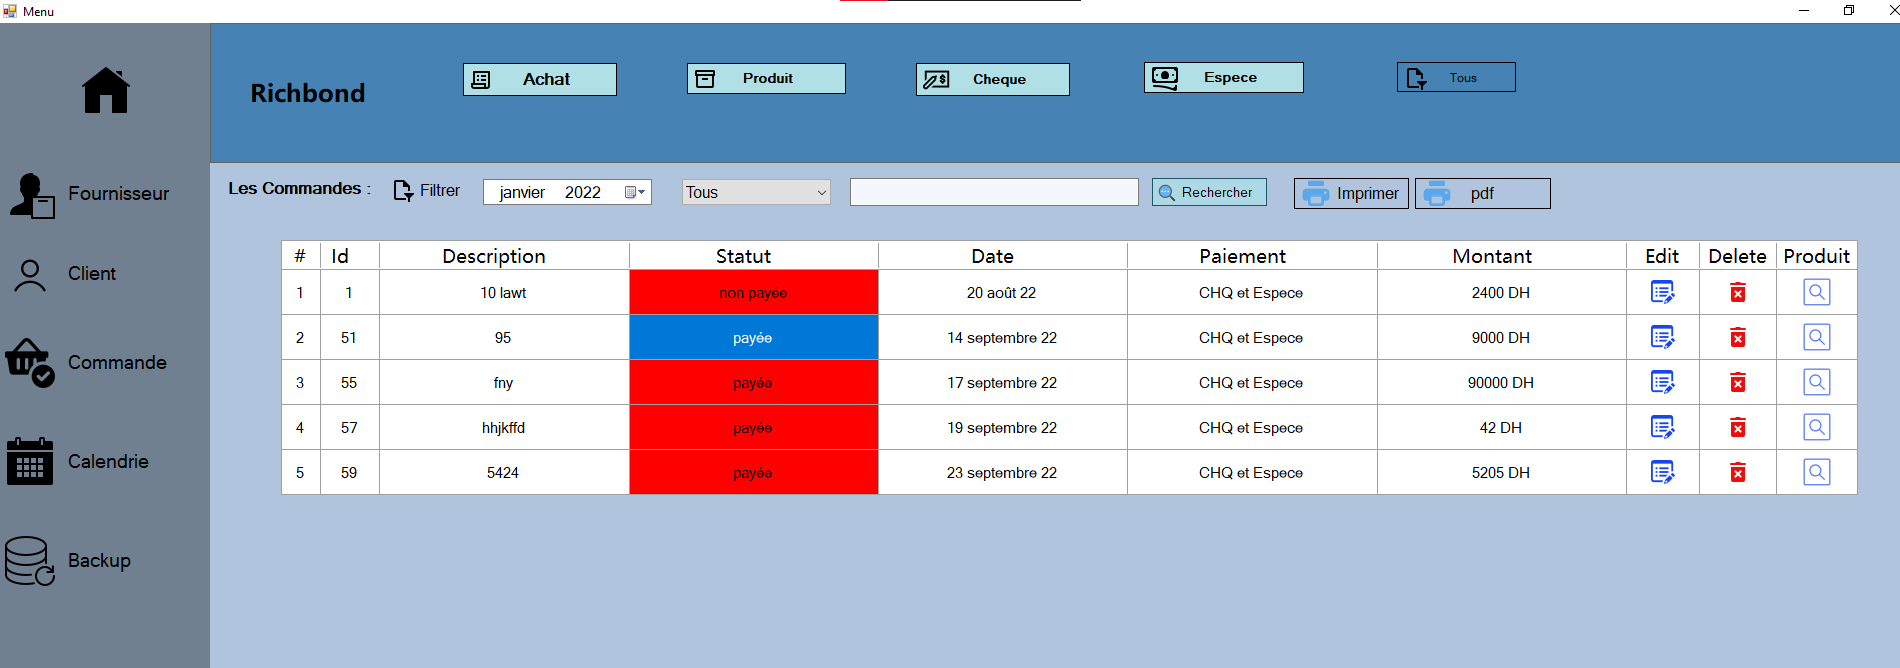 Menu
Richbond
Achat
Produit
Cheque
Espece
Tous
Fournisseur
Client
Commande
Calendrie
Backup
Les Commandes : Filtrer janvier 2022 Tous Rechercher Imprimer pdf
# Id Description Statut Date Paiement Montant Edit Delete Produit
1 1 10 lawt non payée 20 août 22 CHQ et Espece 2400 DH
2 51 95 payée 14 septembre 22 CHQ et Espece 9000 DH
3 55 fny payée 17 septembre 22 CHQ et Espece 90000 DH
4 57 hhjkffd payée 19 septembre 22 CHQ et Espece 42 DH
5 59 5424 payée 23 septembre 22 CHQ et Espece 5205 DH